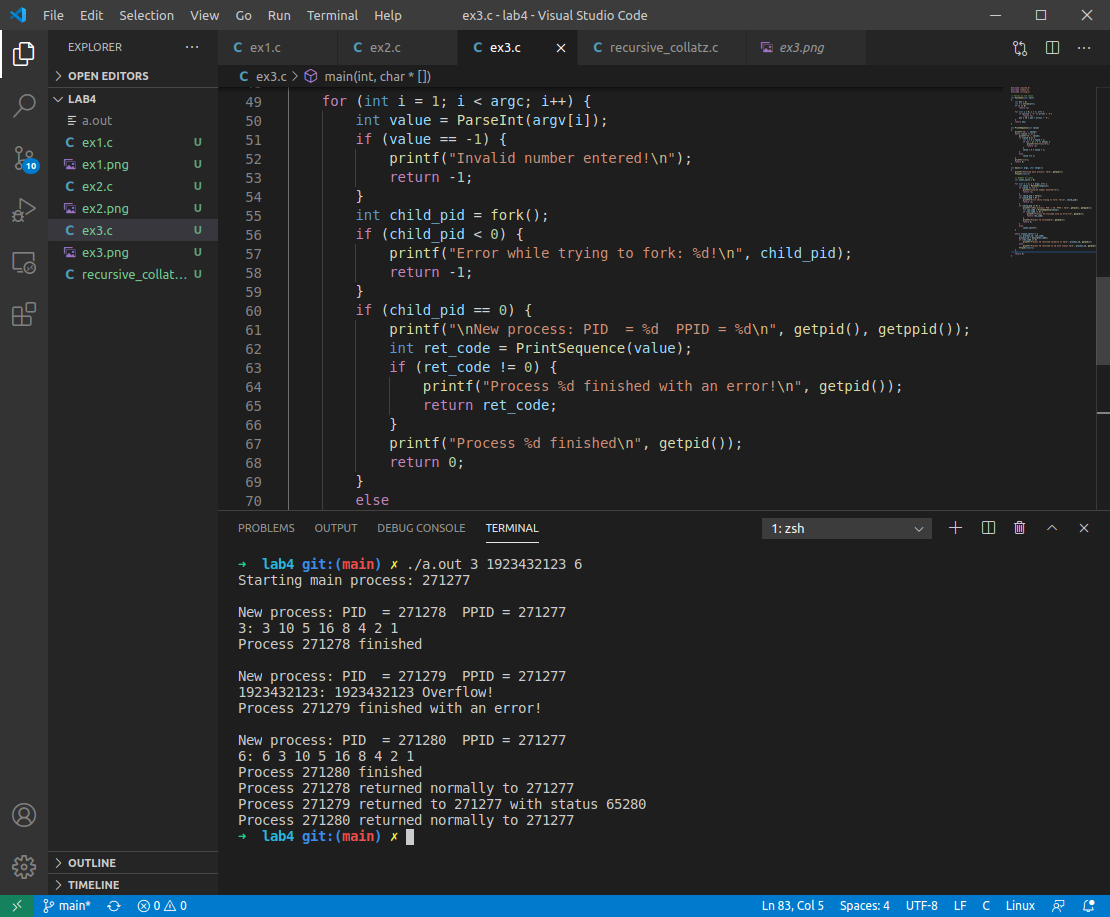 File Edit Selection View Go Run Terminal Help ex3.c - lab4 - Visual Studio Code
EXPLORER
ex1.c ex2.c ex3.c recursive_collatz.c ex3.png
OPEN EDITORS
ex3.c > main(int, char * [])
LAB4
a.out
ex1.c U
ex1.png U
ex2.c U
ex2.png U
ex3.c U
ex3.png U
recursive_collat... U
10
49 for (int i = 1; i < argc; i++) {
50 int value = ParseInt(argv[i]);
51 if (value == -1) {
52 printf("Invalid number entered!\n");
53 return -1;
54 }
55 int child_pid = fork();
56 if (child_pid < 0) {
57 printf("Error while trying to fork: %d!\n", child_pid);
58 return -1;
59 }
60 if (child_pid == 0) {
61 printf("\nNew process: PID  = %d  PPID = %d\n", getpid(), getppid());
62 int ret_code = PrintSequence(value);
63 if (ret_code != 0) {
64 printf("Process %d finished with an error!\n", getpid());
65 return ret_code;
66 }
67 printf("Process %d finished\n", getpid());
68 return 0;
69 }
70 else
PROBLEMS OUTPUT DEBUG CONSOLE TERMINAL 1: zsh
➜  lab4 git:(main) ✗ ./a.out 3 1923432123 6
Starting main process: 271277
New process: PID  = 271278  PPID = 271277
3: 3 10 5 16 8 4 2 1
Process 271278 finished
New process: PID  = 271279  PPID = 271277
1923432123: 1923432123 Overflow!
Process 271279 finished with an error!
New process: PID  = 271280  PPID = 271277
6: 6 3 10 5 16 8 4 2 1
Process 271280 finished
Process 271278 returned normally to 271277
Process 271279 returned to 271277 with status 65280
Process 271280 returned normally to 271277
➜  lab4 git:(main) ✗
OUTLINE
TIMELINE
main* 0 0 Ln 83, Col 5 Spaces: 4 UTF-8 LF C Linux